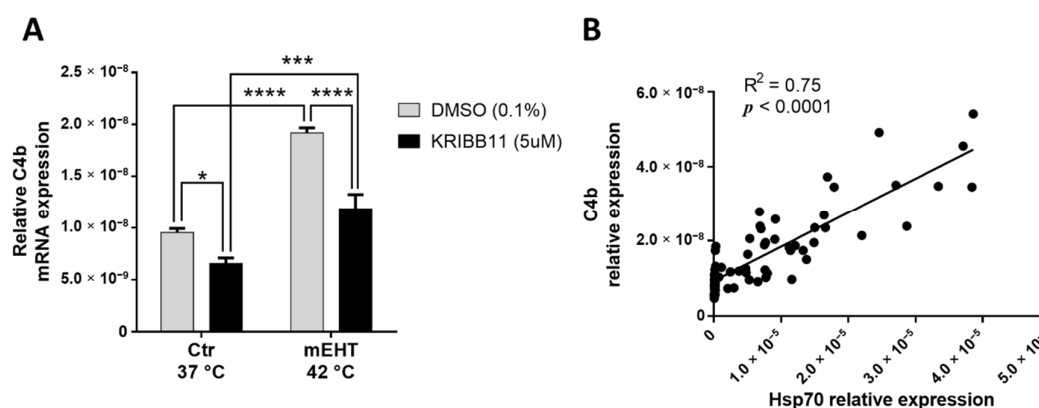 A
Relative C4b
mRNA expression
2.5 × 10⁻⁸
2.0 × 10⁻⁸
1.5 × 10⁻⁸
1.0 × 10⁻⁸
5.0 × 10⁻⁹
0
***
**** ****
*
DMSO (0.1%)
KRIBB11 (5uM)
Ctr
37 °C
mEHT
42 °C
B
R² = 0.75
p < 0.0001
C4b
relative expression
6.0 × 10⁻⁸
4.0 × 10⁻⁸
2.0 × 10⁻⁸
0
0
1.0 × 10⁻⁵
2.0 × 10⁻⁵
3.0 × 10⁻⁵
4.0 × 10⁻⁵
Hsp70 relative expression